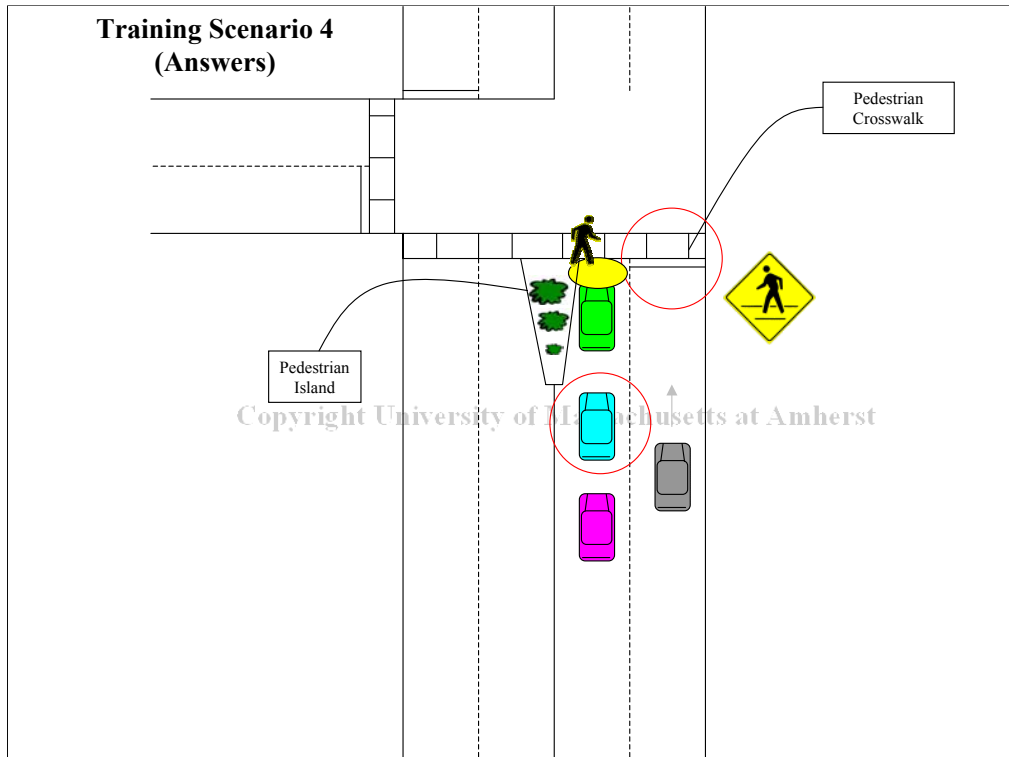 Training Scenario 4
(Answers)
Pedestrian
Crosswalk
Pedestrian
Island
Copyright University of Massachusetts at Amherst